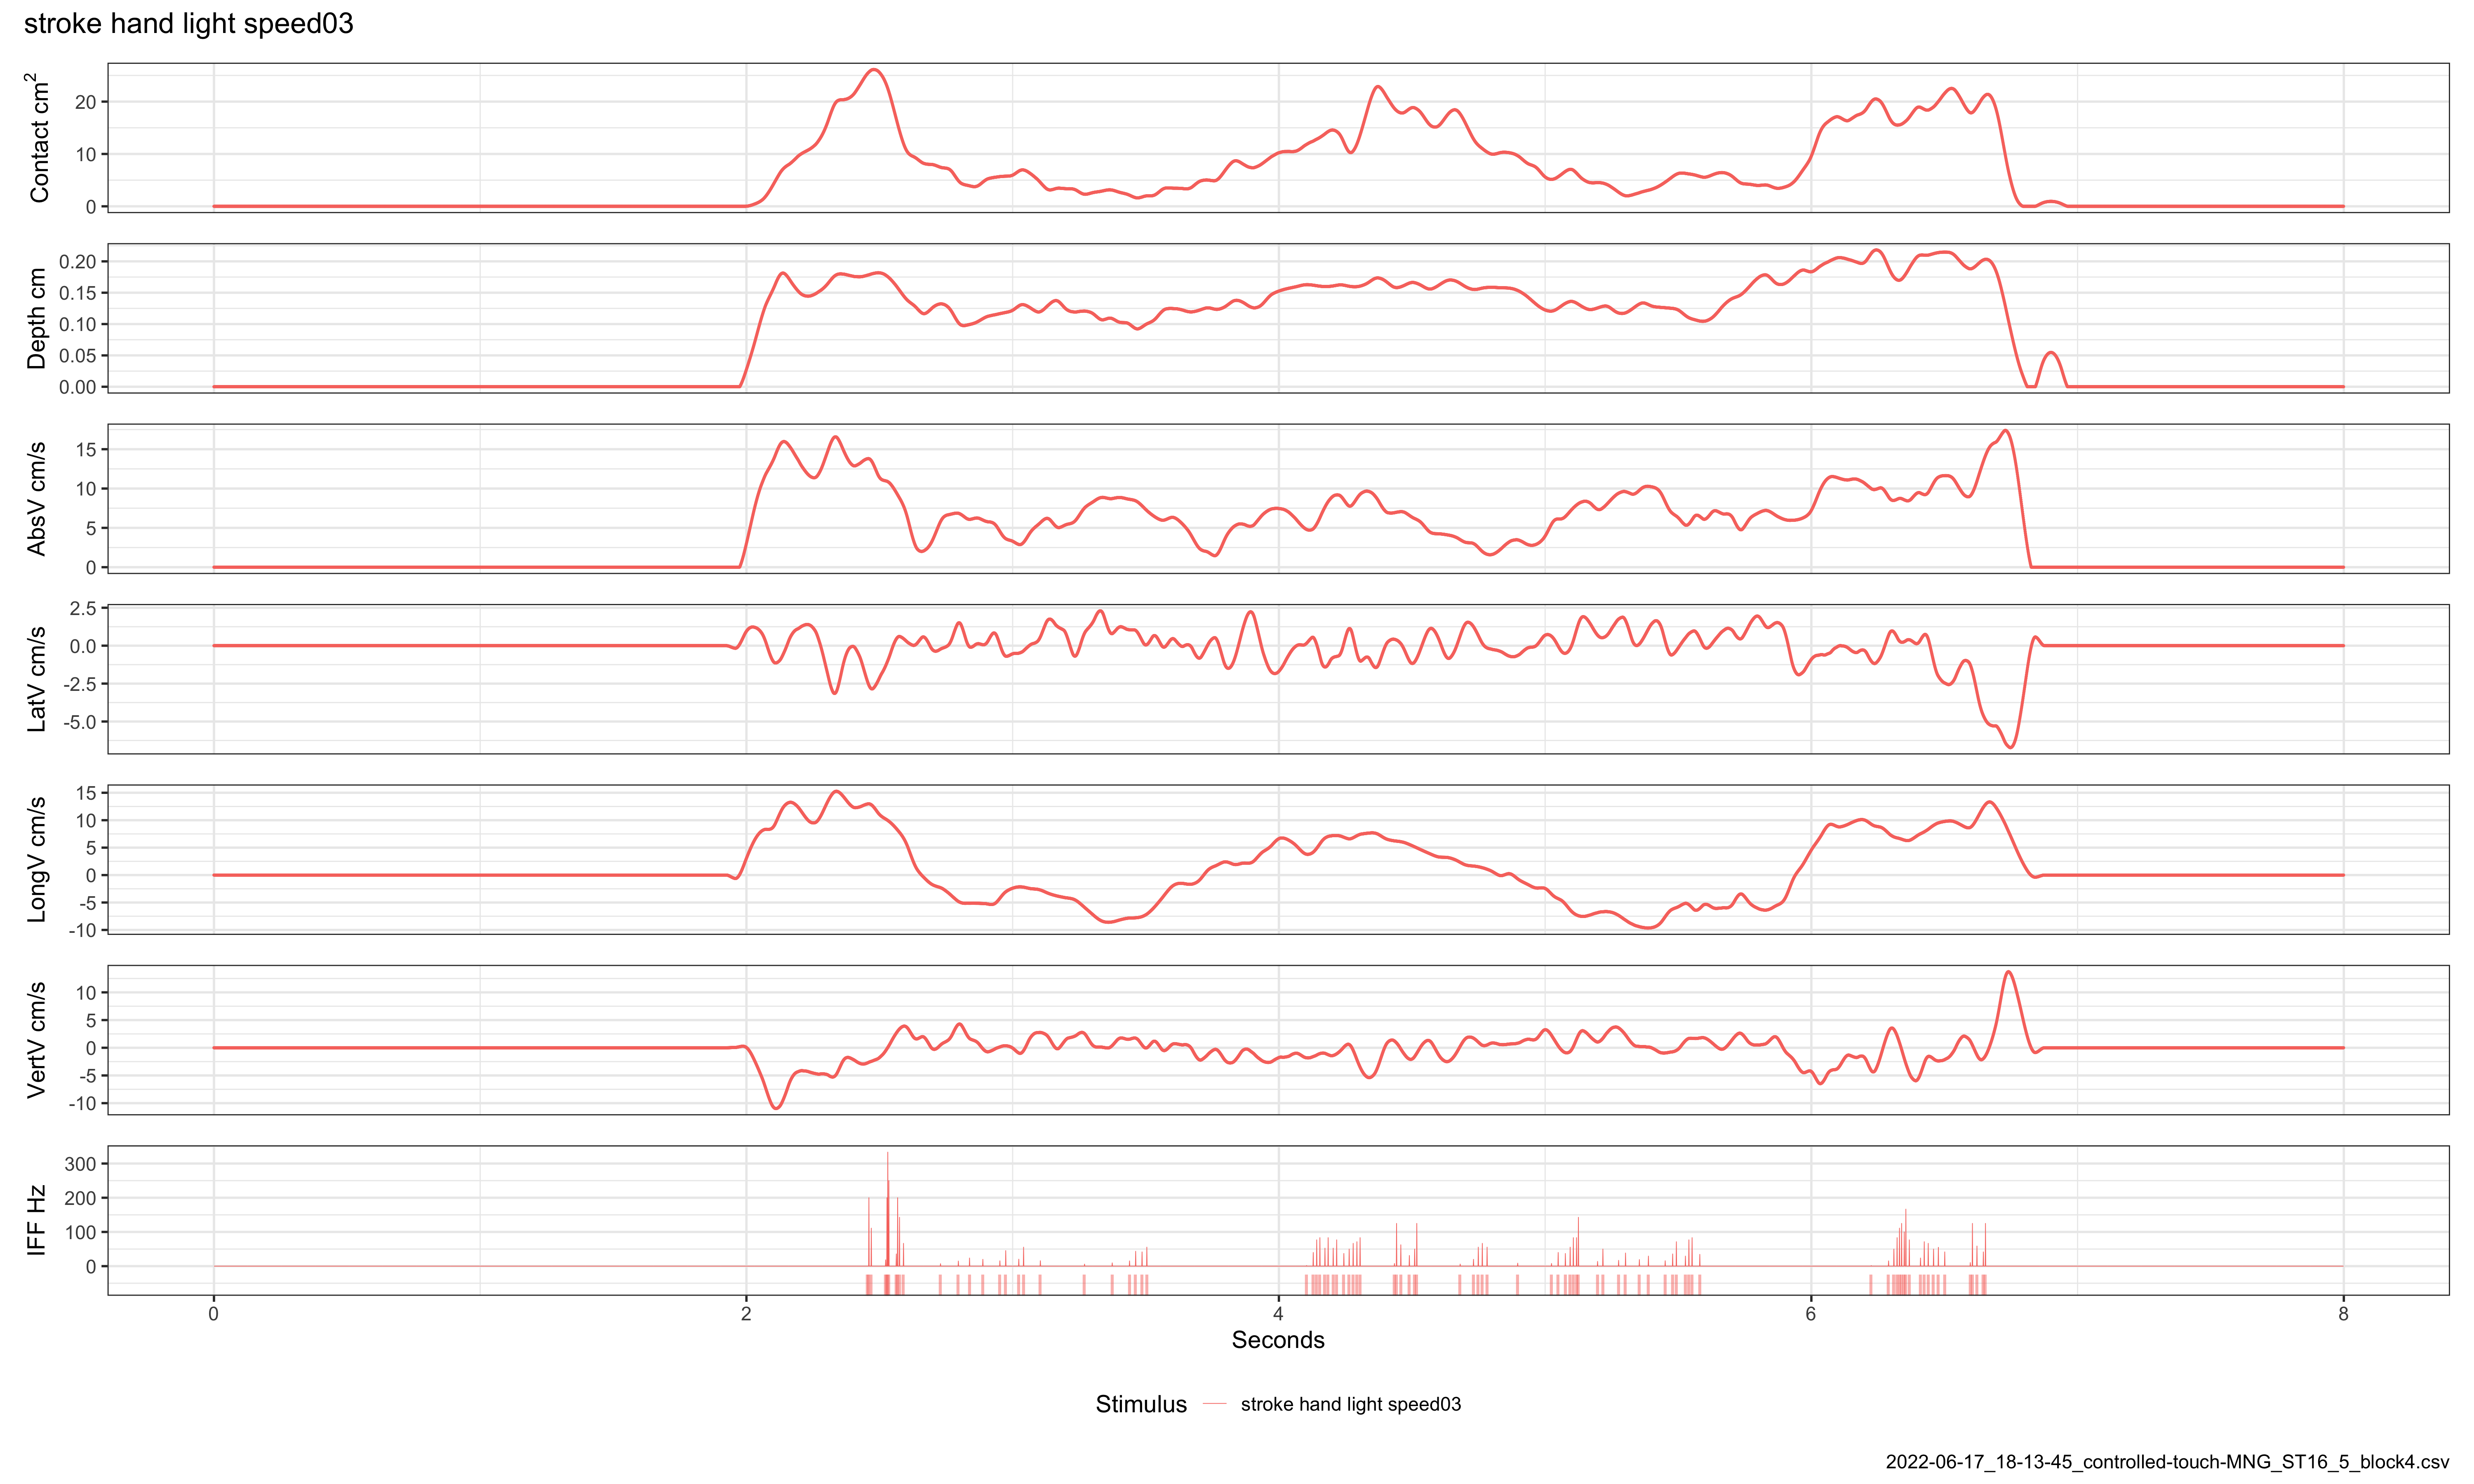 stroke hand light speed03
Contact cm²
20
10
0
Depth cm
0.20
0.15
0.10
0.05
0.00
AbsV cm/s
15
10
5
0
LatV cm/s
2.5
0.0
-2.5
-5.0
LongV cm/s
15
10
5
0
-5
-10
VertV cm/s
10
5
0
-5
-10
IFF Hz
300
200
100
0
0 2 4 6 8
Seconds
Stimulus stroke hand light speed03
2022-06-17_18-13-45_controlled-touch-MNG_ST16_5_block4.csv